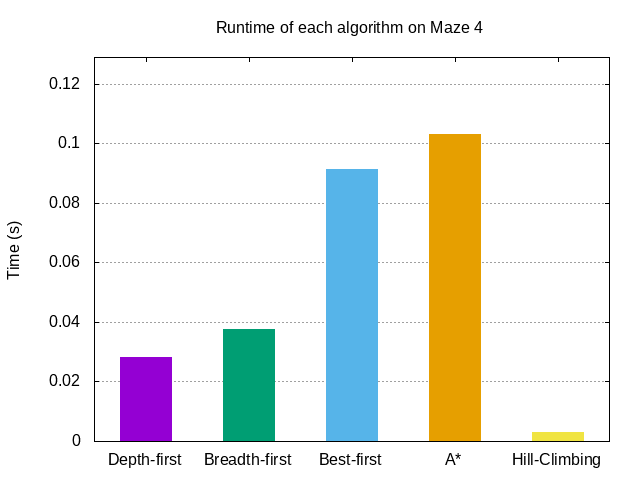 Runtime of each algorithm on Maze 4
0.12
0.1
0.08
0.06
0.04
0.02
0
Time (s)
Depth-first Breadth-first Best-first A* Hill-Climbing